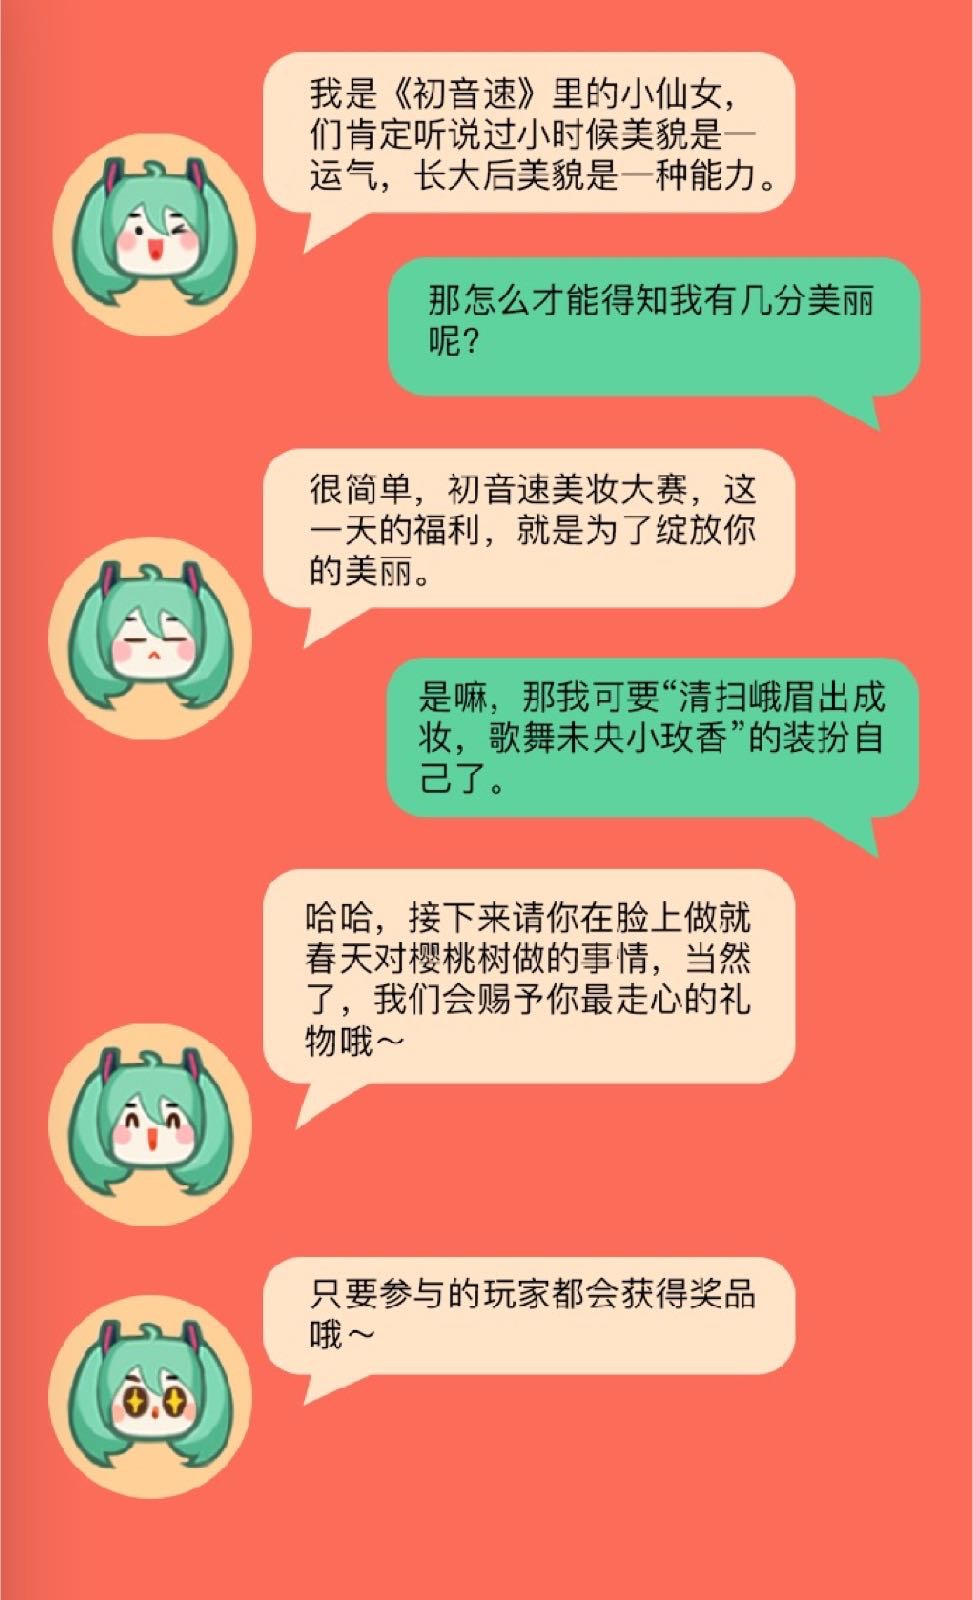 我是《初音速》里的小仙女，
们肯定听说过小时候美貌是一
运气，长大后美貌是一种能力。
那怎么才能得知我有几分美丽
呢？
很简单，初音速美妆大赛，这
一天的福利，就是为了绽放你
的美丽。
是嘛，那我可要“清扫峨眉出成
妆，歌舞未央小玫香”的装扮自
己了。
哈哈，接下来请你在脸上做就
春天对樱桃树做的事情，当然
了，我们会赐予你最走心的礼
物哦～
只要参与的玩家都会获得奖品
哦～